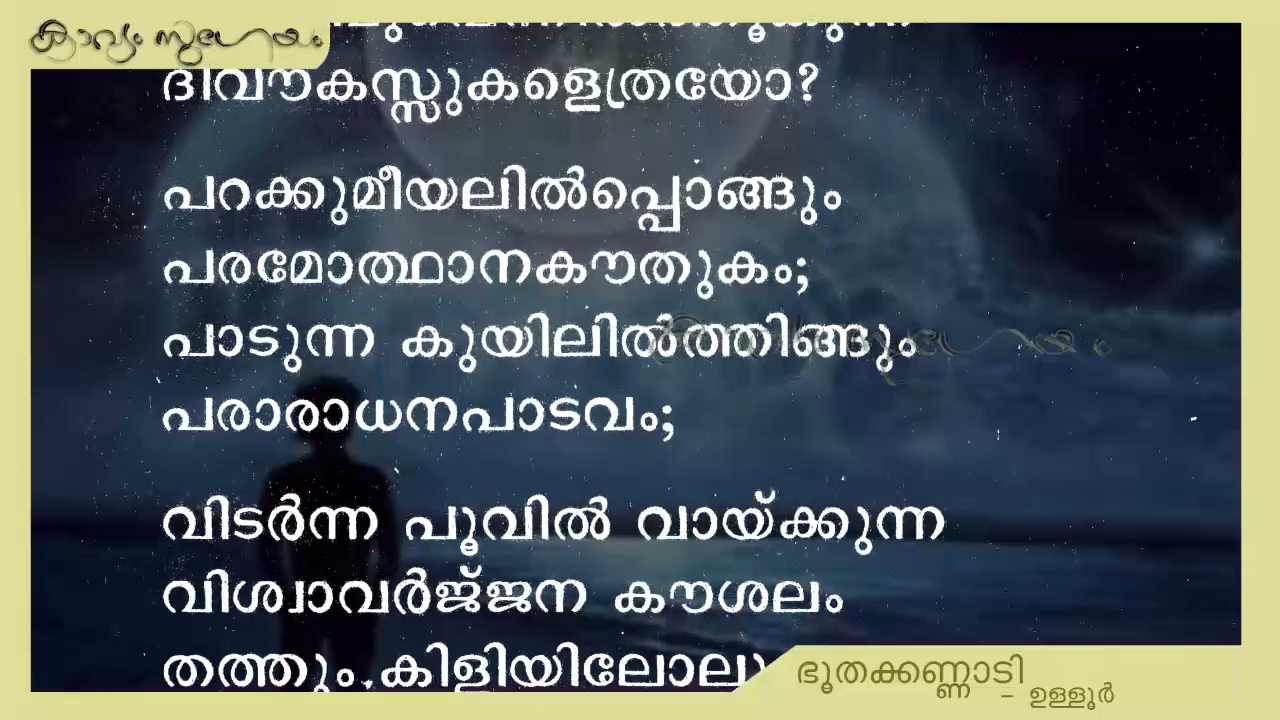 കാവ്യം സുഗേയം
ദിവൗകസ്സുകളെത്രയോ?
പറക്കുമീയലിൽപ്പൊങ്ങും
പരമോത്ഥാനകൗതുകം;
പാടുന്ന കുയിലിൽത്തിങ്ങും
പരാരാധനപാടവം;
വിടർന്ന പൂവിൽ വായ്ക്കുന്ന
വിശ്വാവർജ്ജന കൗശലം
തത്തും
ഭൂതക്കണ്ണാടി
- ഉള്ളൂർ